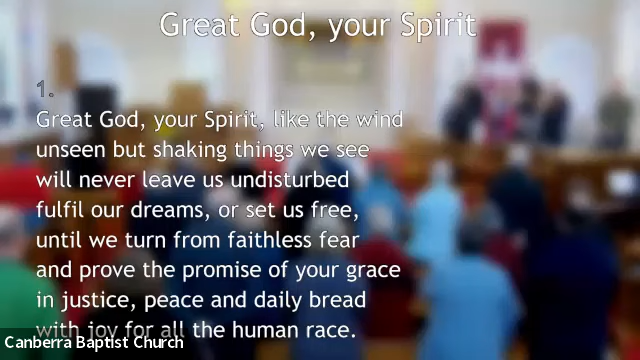 Great God, your Spirit
1.
Great God, your Spirit, like the wind
unseen but shaking things we see
will never leave us undisturbed
fulfil our dreams, or set us free,
until we turn from faithless fear
and prove the promise of your grace
in justice, peace and daily bread
with joy for all the human race.
Canberra Baptist Church